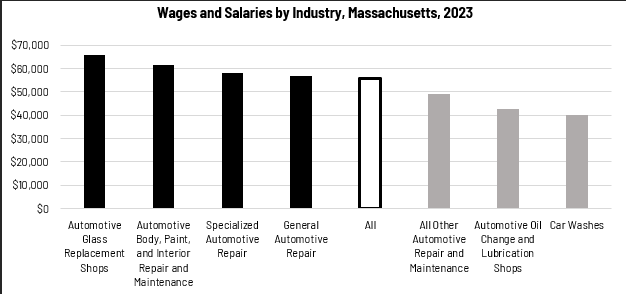 Wages and Salaries by Industry, Massachusetts, 2023
$70,000
$60,000
$50,000
$40,000
$30,000
$20,000
$10,000
$0
Automotive
Glass
Replacement
Shops
Automotive
Body, Paint,
and Interior
Repair and
Maintenance
Specialized
Automotive
Repair
General
Automotive
Repair
All
All Other
Automotive
Repair and
Maintenance
Automotive Oil
Change and
Lubrication
Shops
Car Washes